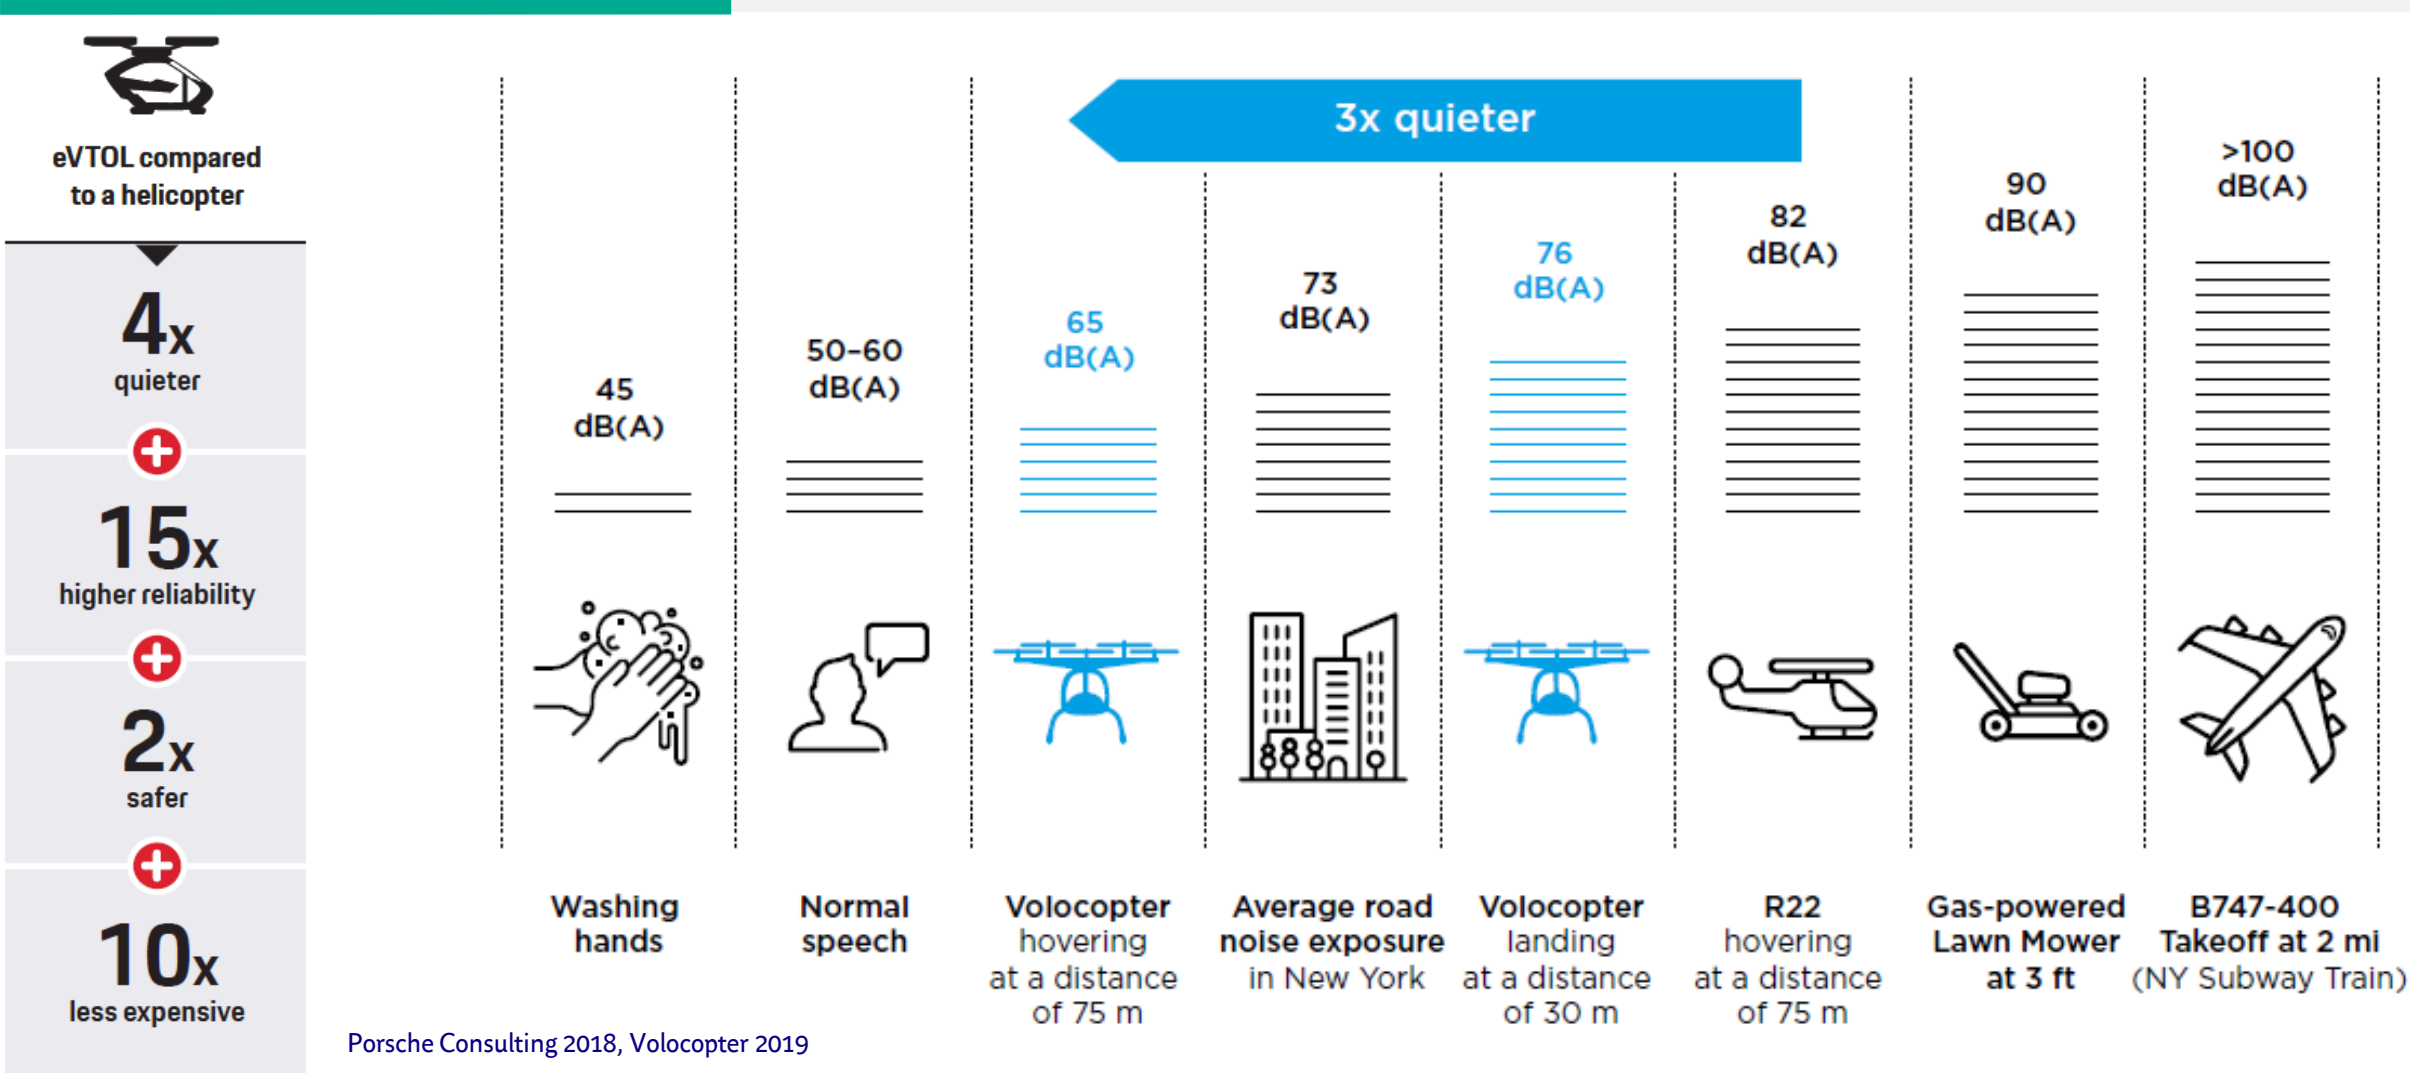 eVTOL compared
to a helicopter
4x
quieter
15x
higher reliability
2x
safer
10x
less expensive
3x quieter
45
dB(A)
Washing
hands
50–60
dB(A)
Normal
speech
65
dB(A)
Volocopter
hovering
at a distance
of 75 m
73
dB(A)
Average road
noise exposure
in New York
76
dB(A)
Volocopter
landing
at a distance
of 30 m
82
dB(A)
R22
hovering
at a distance
of 75 m
90
dB(A)
Gas-powered
Lawn Mower
at 3 ft
>100
dB(A)
B747-400
Takeoff at 2 mi
(NY Subway Train)
Porsche Consulting 2018, Volocopter 2019